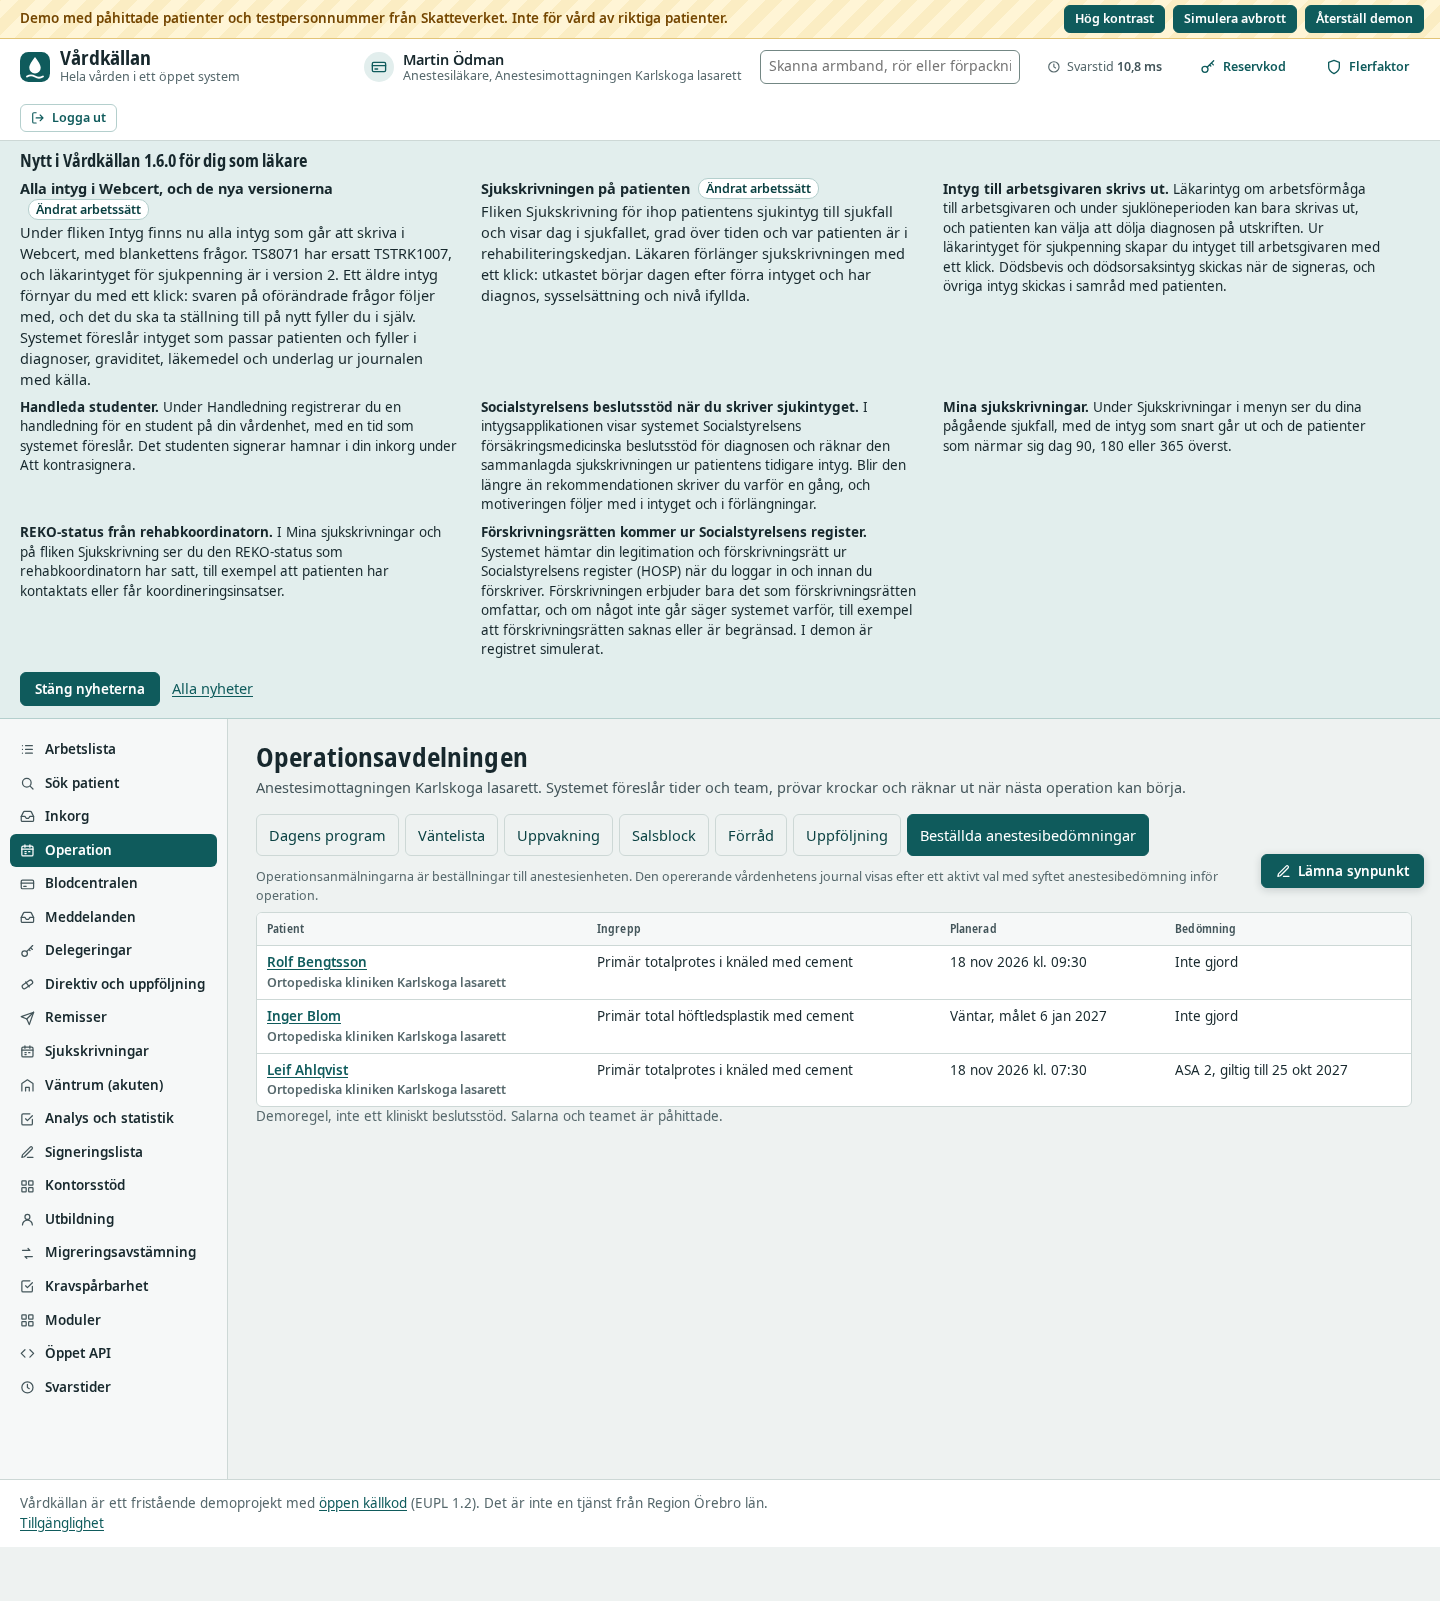 Demo med påhittade patienter och testpersonnummer från Skatteverket. Inte för vård av riktiga patienter.
Hög kontrast
Simulera avbrott
Återställ demon
Vårdkällan
Hela vården i ett öppet system
Martin Ödman
Anestesiläkare, Anestesimottagningen Karlskoga lasarett
Skanna armband, rör eller förpackni
Svarstid 10,8 ms
Reservkod
Flerfaktor
Logga ut
Nytt i Vårdkällan 1.6.0 för dig som läkare
Alla intyg i Webcert, och de nya versionerna
Ändrat arbetssätt
Under fliken Intyg finns nu alla intyg som går att skriva i
Webcert, med blankettens frågor. TS8071 har ersatt TSTRK1007,
och läkarintyget för sjukpenning är i version 2. Ett äldre intyg
förnyar du med ett klick: svaren på oförändrade frågor följer
med, och det du ska ta ställning till på nytt fyller du i själv.
Systemet föreslår intyget som passar patienten och fyller i
diagnoser, graviditet, läkemedel och underlag ur journalen
med källa.
Sjukskrivningen på patienten
Ändrat arbetssätt
Fliken Sjukskrivning för ihop patientens sjukintyg till sjukfall
och visar dag i sjukfallet, grad över tiden och var patienten är i
rehabiliteringskedjan. Läkaren förlänger sjukskrivningen med
ett klick: utkastet börjar dagen efter förra intyget och har
diagnos, sysselsättning och nivå ifyllda.
Intyg till arbetsgivaren skrivs ut. Läkarintyg om arbetsförmåga
till arbetsgivaren och under sjuklöneperioden kan bara skrivas ut,
och patienten kan välja att dölja diagnosen på utskriften. Ur
läkarintyget för sjukpenning skapar du intyget till arbetsgivaren med
ett klick. Dödsbevis och dödsorsaksintyg skickas när de signeras, och
övriga intyg skickas i samråd med patienten.
Handleda studenter. Under Handledning registrerar du en
handledning för en student på din vårdenhet, med en tid som
systemet föreslår. Det studenten signerar hamnar i din inkorg under
Att kontrasignera.
Socialstyrelsens beslutsstöd när du skriver sjukintyget. I
intygsapplikationen visar systemet Socialstyrelsens
försäkringsmedicinska beslutsstöd för diagnosen och räknar den
sammanlagda sjukskrivningen ur patientens tidigare intyg. Blir den
längre än rekommendationen skriver du varför en gång, och
motiveringen följer med i intyget och i förlängningar.
Mina sjukskrivningar. Under Sjukskrivningar i menyn ser du dina
pågående sjukfall, med de intyg som snart går ut och de patienter
som närmar sig dag 90, 180 eller 365 överst.
REKO-status från rehabkoordinatorn. I Mina sjukskrivningar och
på fliken Sjukskrivning ser du den REKO-status som
rehabkoordinatorn har satt, till exempel att patienten har
kontaktats eller får koordineringsinsatser.
Förskrivningsrätten kommer ur Socialstyrelsens register.
Systemet hämtar din legitimation och förskrivningsrätt ur
Socialstyrelsens register (HOSP) när du loggar in och innan du
förskriver. Förskrivningen erbjuder bara det som förskrivningsrätten
omfattar, och om något inte går säger systemet varför, till exempel
att förskrivningsrätten saknas eller är begränsad. I demon är
registret simulerat.
Stäng nyheterna
Alla nyheter
Arbetslista
Sök patient
Inkorg
Operation
Blodcentralen
Meddelanden
Delegeringar
Direktiv och uppföljning
Remisser
Sjukskrivningar
Väntrum (akuten)
Analys och statistik
Signeringslista
Kontorsstöd
Utbildning
Migreringsavstämning
Kravspårbarhet
Moduler
Öppet API
Svarstider
Operationsavdelningen
Anestesimottagningen Karlskoga lasarett. Systemet föreslår tider och team, prövar krockar och räknar ut när nästa operation kan börja.
Dagens program
Väntelista
Uppvakning
Salsblock
Förråd
Uppföljning
Beställda anestesibedömningar
Lämna synpunkt
Operationsanmälningarna är beställningar till anestesienheten. Den opererande vårdenhetens journal visas efter ett aktivt val med syftet anestesibedömning inför
operation.
Patient
Ingrepp
Planerad
Bedömning
Rolf Bengtsson
Ortopediska kliniken Karlskoga lasarett
Primär totalprotes i knäled med cement
18 nov 2026 kl. 09:30
Inte gjord
Inger Blom
Ortopediska kliniken Karlskoga lasarett
Primär total höftledsplastik med cement
Väntar, målet 6 jan 2027
Inte gjord
Leif Ahlqvist
Ortopediska kliniken Karlskoga lasarett
Primär totalprotes i knäled med cement
18 nov 2026 kl. 07:30
ASA 2, giltig till 25 okt 2027
Demoregel, inte ett kliniskt beslutsstöd. Salarna och teamet är påhittade.
Vårdkällan är ett fristående demoprojekt med öppen källkod (EUPL 1.2). Det är inte en tjänst från Region Örebro län.
Tillgänglighet